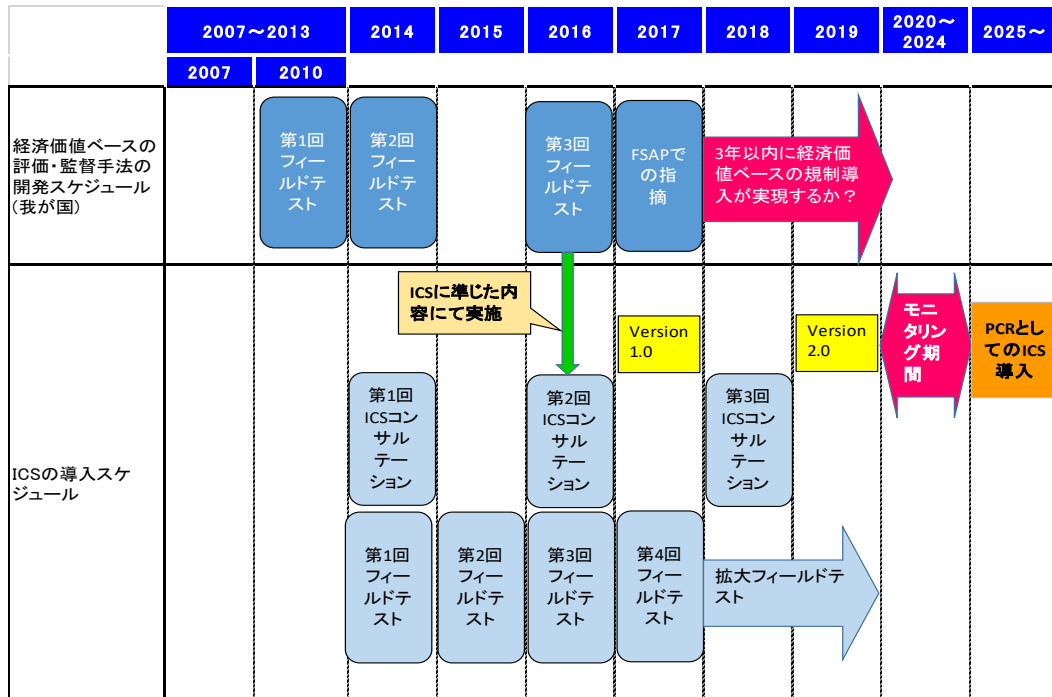 2007～2013
2014
2015
2016
2017
2018
2019
2020～
2024
2025～
2007
2010
経済価値ベースの
評価・監督手法の
開発スケジュール
(我が国)
第1回
フィー
ルドテ
スト
第2回
フィー
ルドテ
スト
第3回
フィー
ルドテ
スト
FSAPで
の指
摘
3年以内に経済価
値ベースの規制導
入が実現するか？
ICSに準じた内
容にて実施
Version
1.0
Version
2.0
モニ
タリン
グ期
間
PCRとし
てのICS
導入
ICSの導入スケ
ジュール
第1回
ICSコン
サル
テー
ション
第2回
ICSコン
サル
テー
ション
第3回
ICSコン
サル
テー
ション
第1回
フィー
ルドテ
スト
第2回
フィー
ルドテ
スト
第3回
フィー
ルドテ
スト
第4回
フィー
ルドテ
スト
拡大フィールドテ
スト